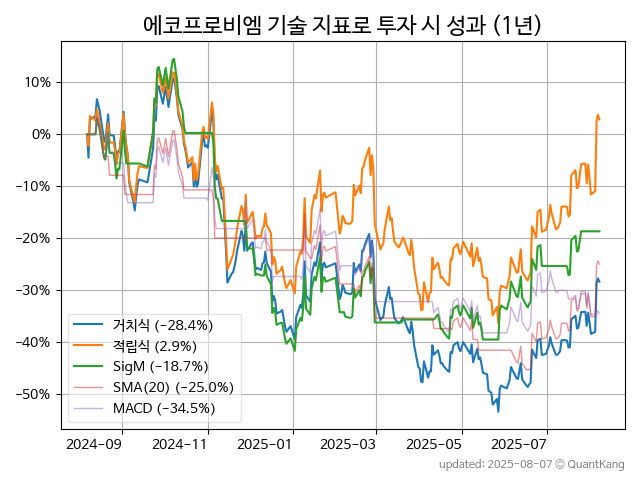 에코프로비엠 기술 지표로 투자 시 성과 (1년)
10%
0%
−10%
−20%
−30%
−40%
−50%
거치식 (−28.4%)
적립식 (2.9%)
SigM (−18.7%)
SMA(20) (−25.0%)
MACD (−34.5%)
2024-09
2024-11
2025-01
2025-03
2025-05
2025-07
updated: 2025-08-07 © QuantKang